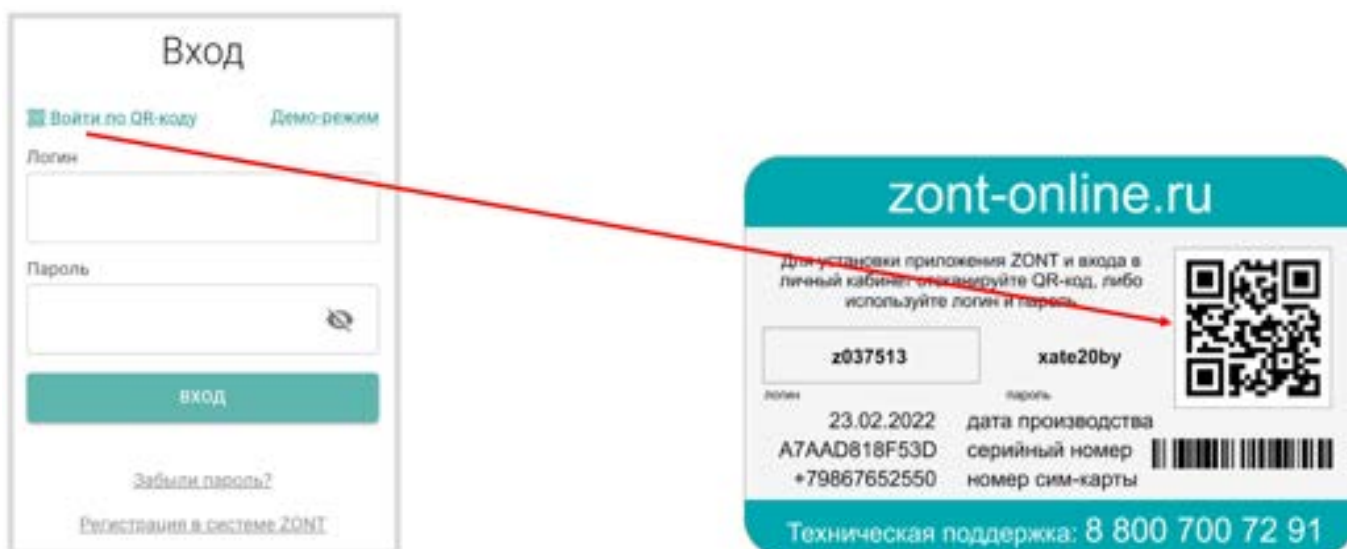 Вход
Войти по QR-коду
Демо-режим
Логин
Пароль
ВХОД
Забыли пароль?
Регистрация в системе ZONT
zont-online.ru
Для установки приложения ZONT и входа в
личный кабинет отсканируйте QR-код, либо
используйте логин и пароль
z037513 xate20by
логин пароль
23.02.2022 дата производства
A7AAD818F53D серийный номер
+79867652550 номер сим-карты
Техническая поддержка: 8 800 700 72 91